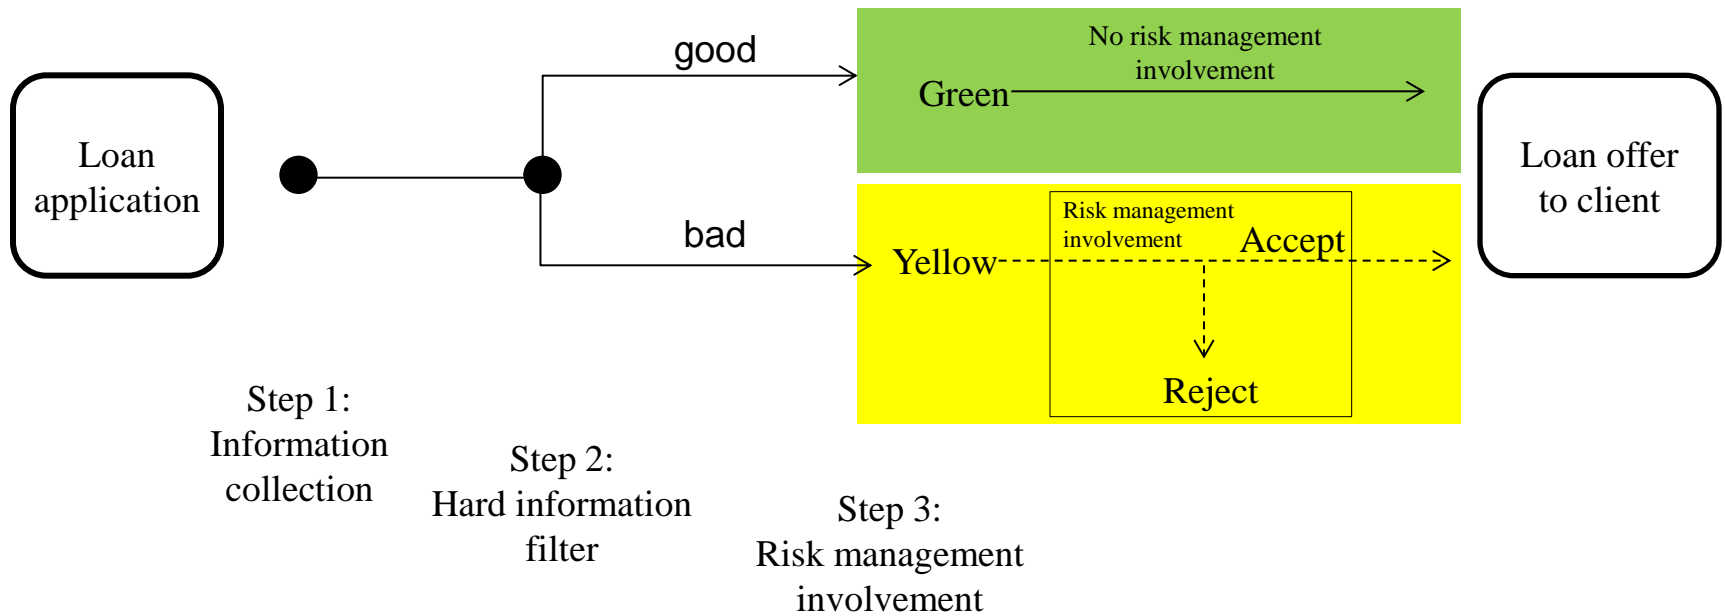 Loan
application
good
bad
No risk management
involvement
Green
Risk management
involvement
Yellow
Accept
Reject
Loan offer
to client
Step 1:
Information
collection
Step 2:
Hard information
filter
Step 3:
Risk management
involvement